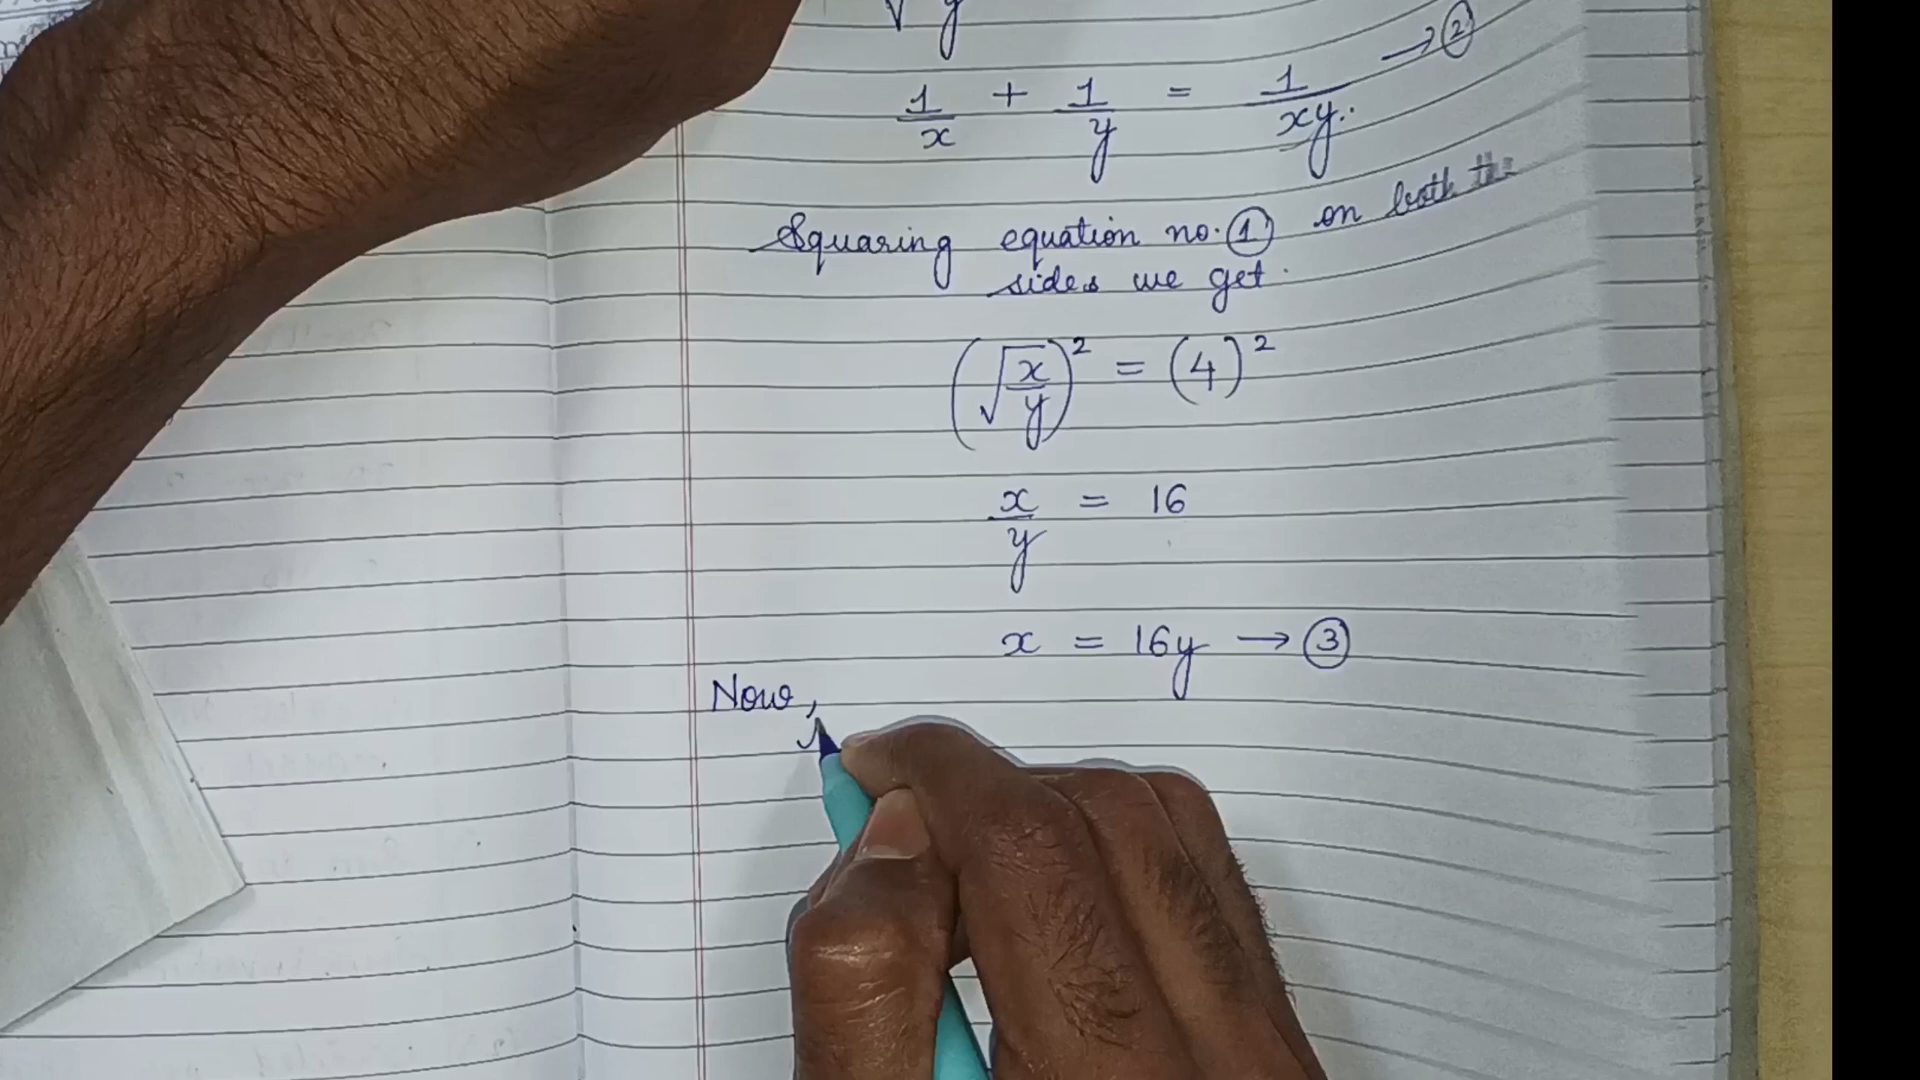 √ y
1/x + 1/y = 1/xy. → ②
Squaring equation no. ① on both the
sides we get.
(√(x/y))² = (4)²
x/y = 16
x = 16y → ③
Now,